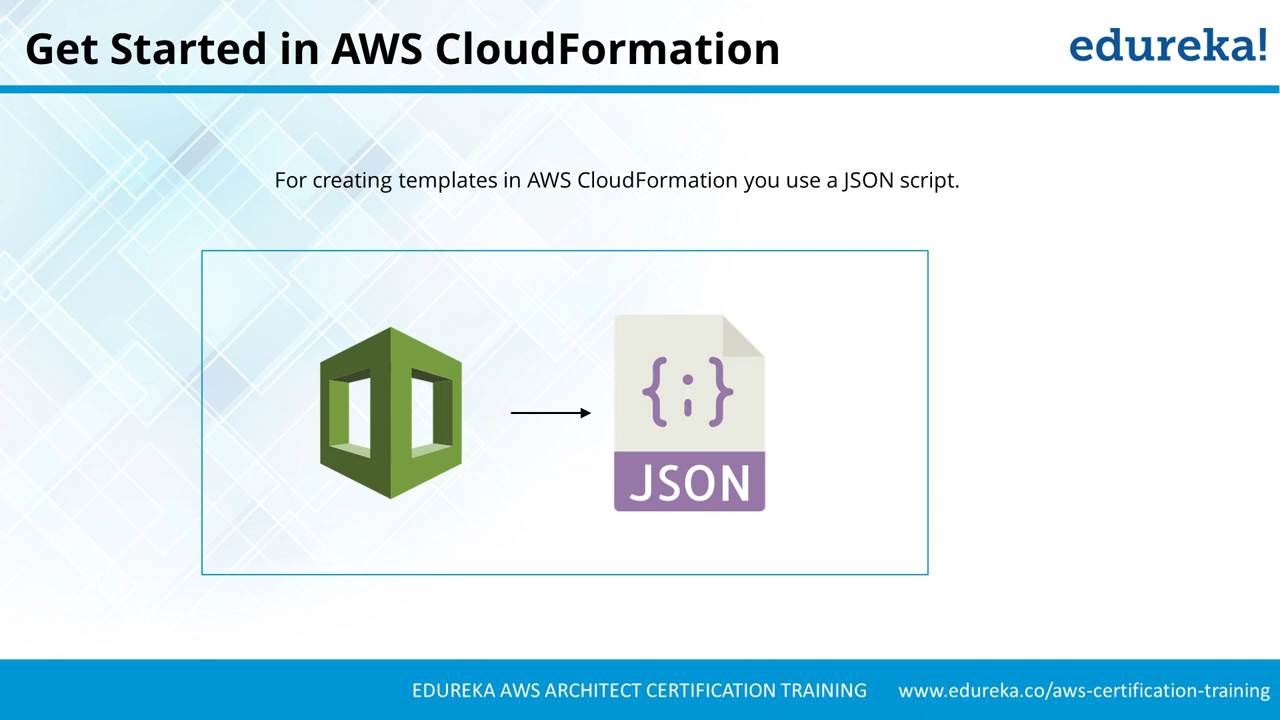 Get Started in AWS CloudFormation
edureka!
For creating templates in AWS CloudFormation you use a JSON script.
{;}
JSON
EDUREKA AWS ARCHITECT CERTIFICATION TRAINING www.edureka.co/aws-certification-training